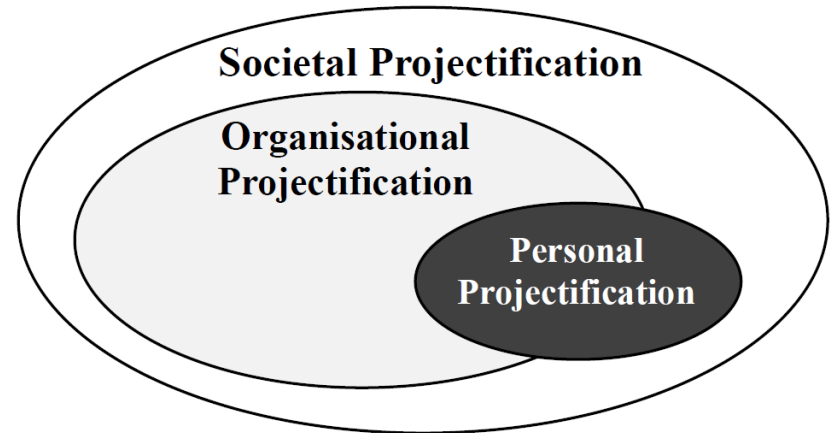 Societal Projectification
Organisational
Projectification
Personal
Projectification